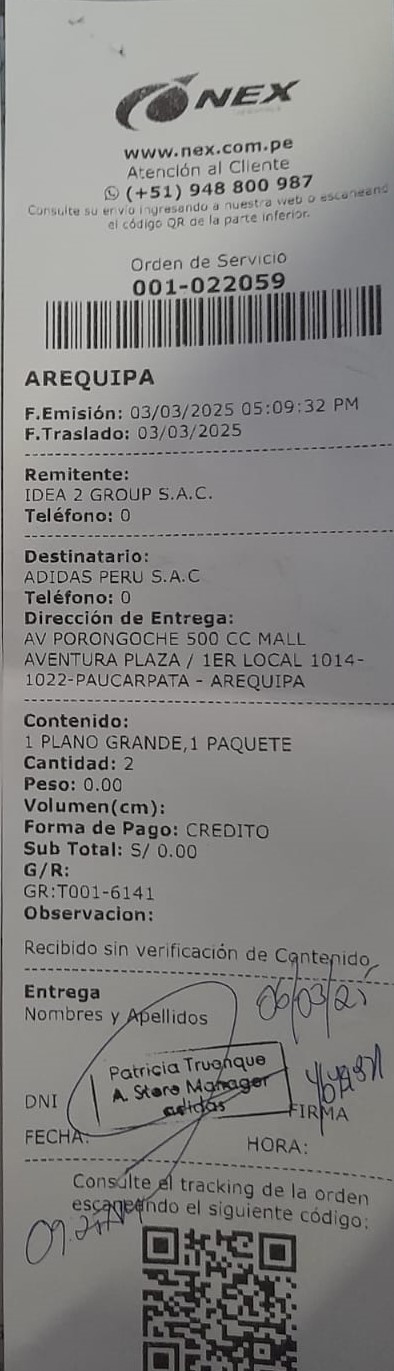 NEX
www.nex.com.pe
Atención al Cliente
(+51) 948 800 987
Consulte su envío ingresando a nuestra web o escaneand
el código QR de la parte inferior.
Orden de Servicio
001-022059
AREQUIPA
F.Emisión: 03/03/2025 05:09:32 PM
F.Traslado: 03/03/2025
Remitente:
IDEA 2 GROUP S.A.C.
Teléfono: 0
Destinatario:
ADIDAS PERU S.A.C
Teléfono: 0
Dirección de Entrega:
AV PORONGOCHE 500 CC MALL
AVENTURA PLAZA / 1ER LOCAL 1014-
1022-PAUCARPATA - AREQUIPA
Contenido:
1 PLANO GRANDE,1 PAQUETE
Cantidad: 2
Peso: 0.00
Volumen(cm):
Forma de Pago: CREDITO
Sub Total: S/ 0.00
G/R:
GR:T001-6141
Observacion:
Recibido sin verificación de Contenido
Entrega
06/03/25
Nombres y Apellidos
Patricia
A. Store Manager
adidas
DNI
FIRMA
FECHA:
HORA:
Consulte el tracking de la orden
escaneando el siguiente código: